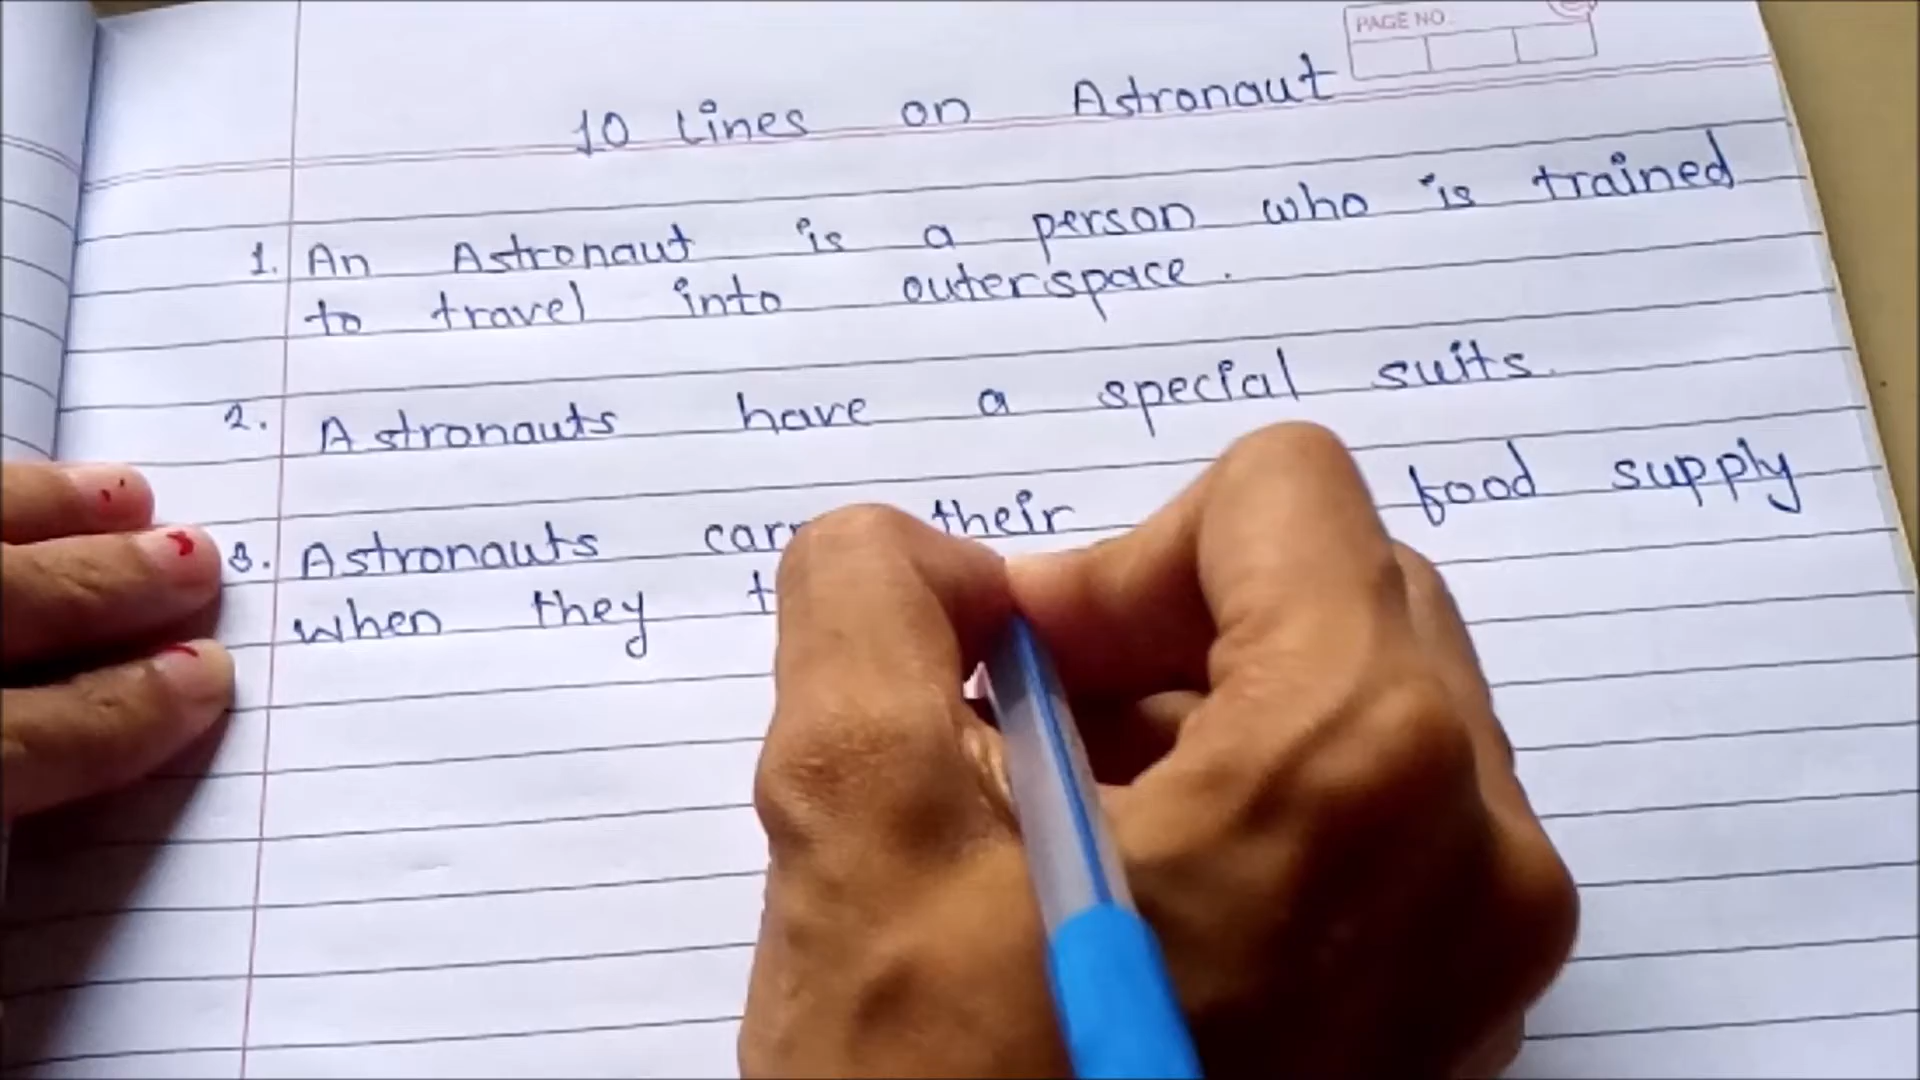 PAGE NO.
10 Lines on Astronaut
1. An Astronaut is a person who is trained
to travel into outerspace.
2. Astronauts have a special suits.
3. Astronauts their food supply
when they